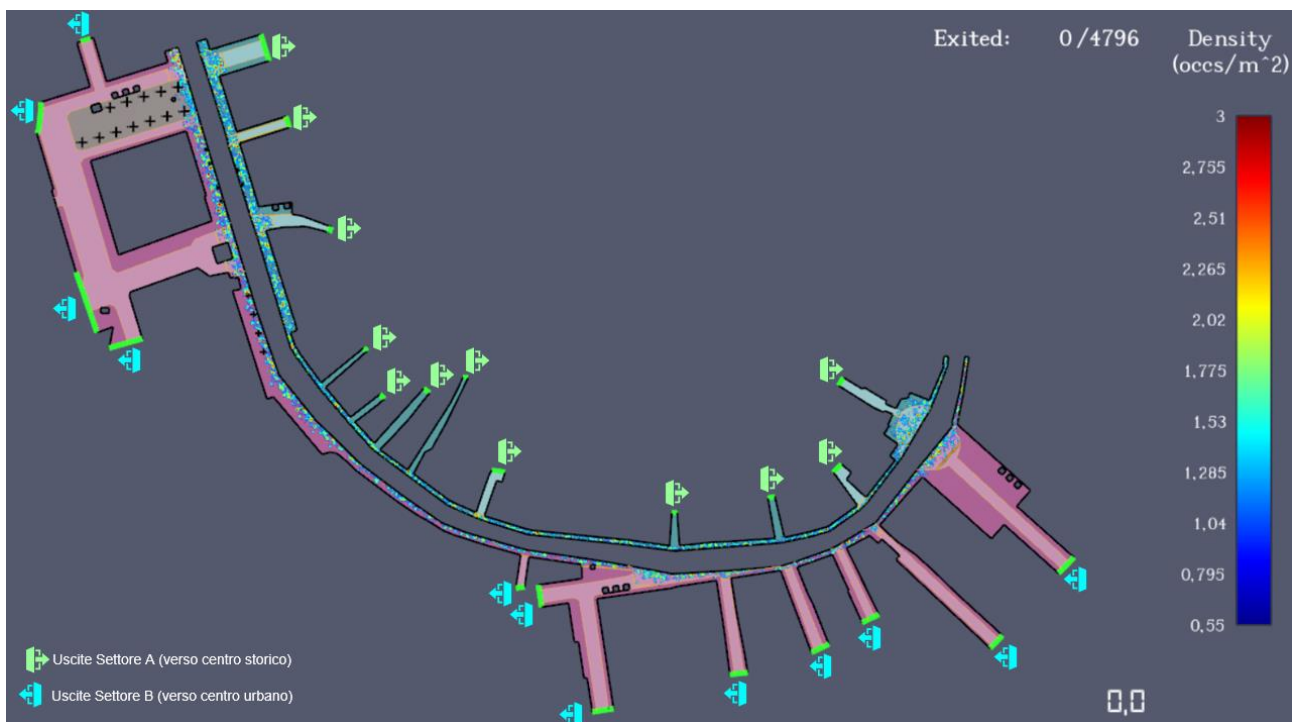 Exited: 0/4796
Density
(occs/m^2)
3
2,755
2,51
2,265
2,02
1,775
1,53
1,285
1,04
0,795
0,55
Uscite Settore A (verso centro storico)
Uscite Settore B (verso centro urbano)
0,0